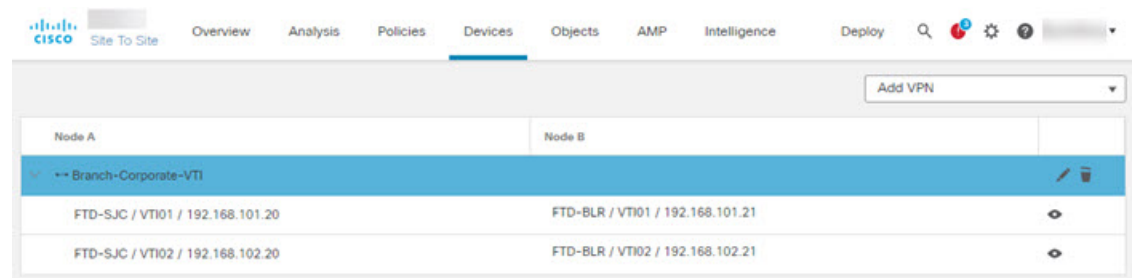 CISCO
Site To Site
Overview Analysis Policies Devices Objects AMP Intelligence Deploy 3
Add VPN
Node A Node B
Branch-Corporate-VTI
FTD-SJC / VTI01 / 192.168.101.20 FTD-BLR / VTI01 / 192.168.101.21
FTD-SJC / VTI02 / 192.168.102.20 FTD-BLR / VTI02 / 192.168.102.21